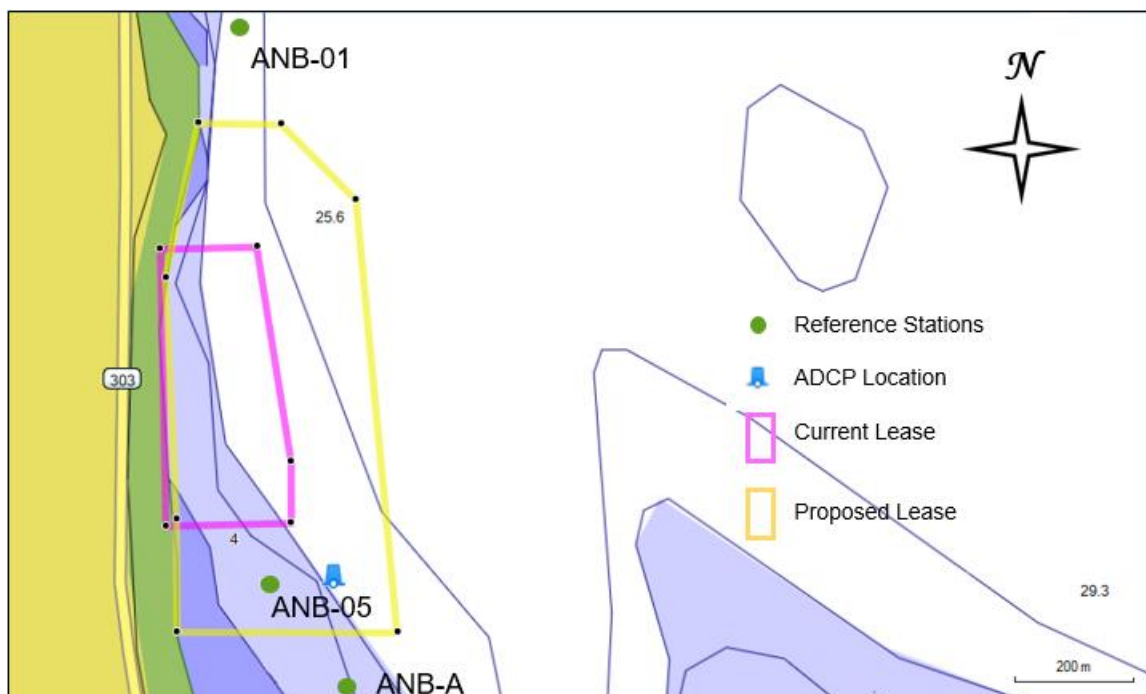 ANB-01
N
25.6
Reference Stations
303
ADCP Location
Current Lease
Proposed Lease
4
ANB-05
29.3
200 m
ANB-A